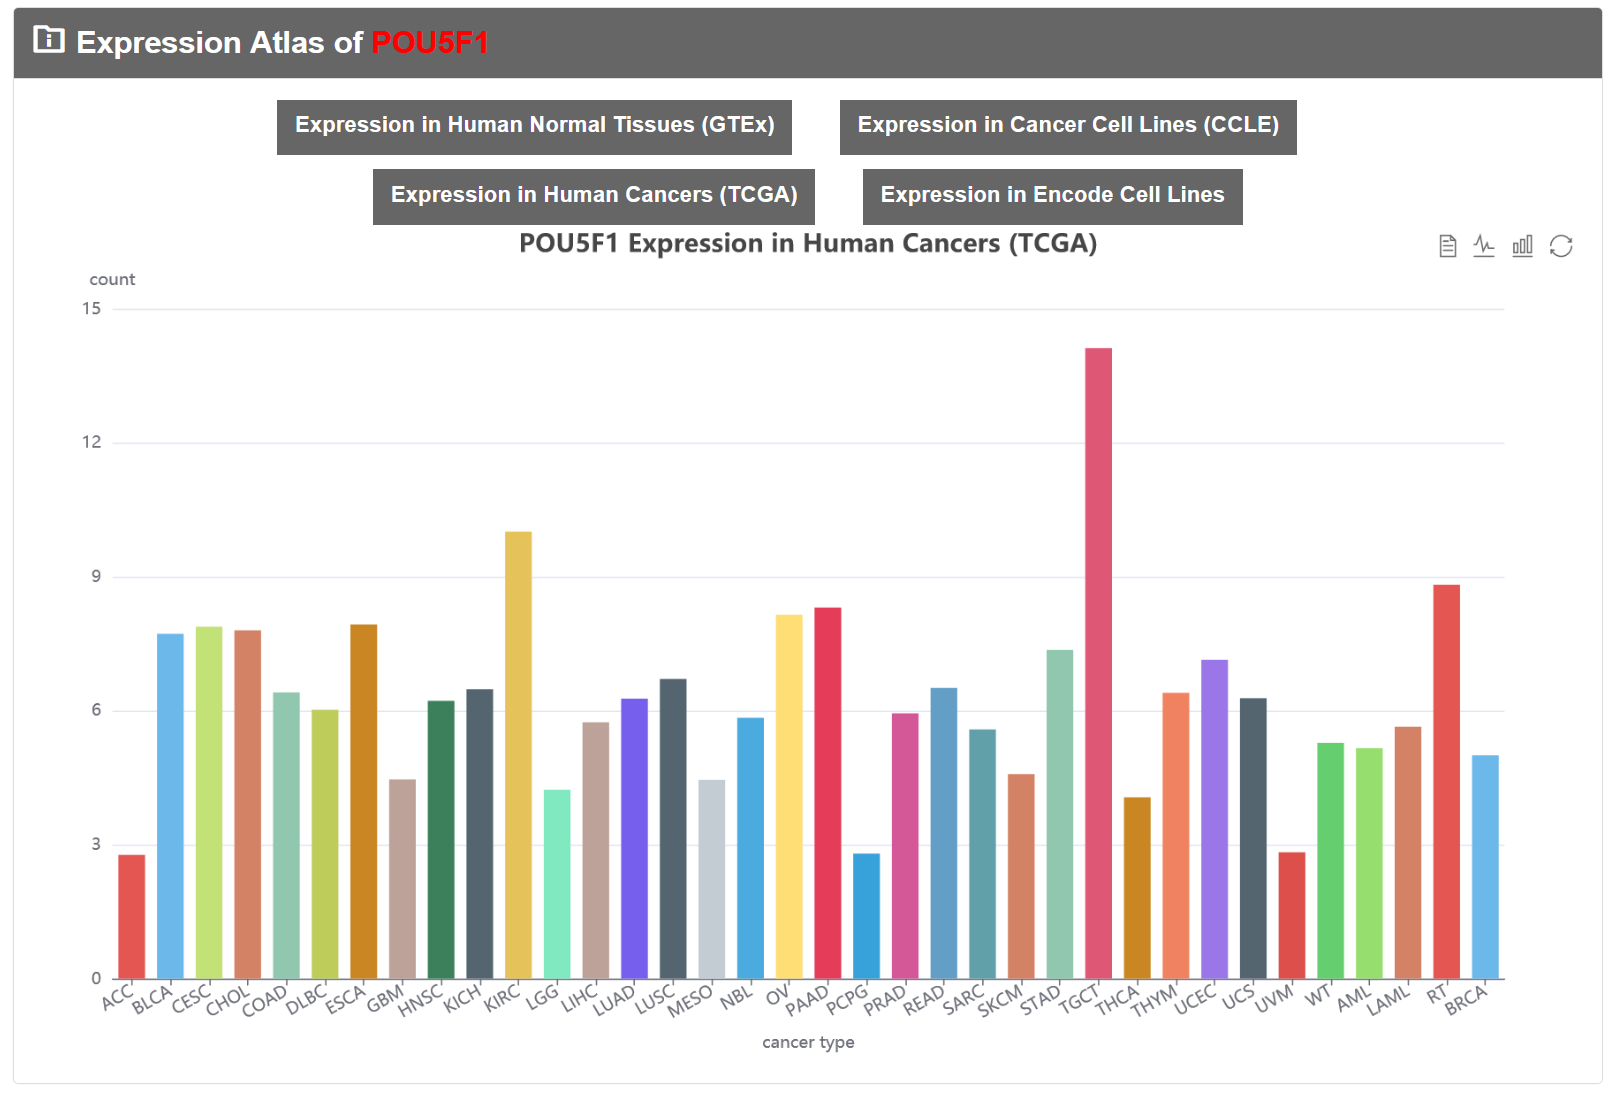 Expression Atlas of POU5F1
Expression in Human Normal Tissues (GTEx)
Expression in Cancer Cell Lines (CCLE)
Expression in Human Cancers (TCGA)
Expression in Encode Cell Lines
POU5F1 Expression in Human Cancers (TCGA)
count
15
12
9
6
3
0
ACC
BLCA
CESC
CHOL
COAD
DLBC
ESCA
GBM
HNSC
KICH
KIRC
LGG
LIHC
LUAD
LUSC
MESO
NBL
OV
PAAD
PCPG
PRAD
READ
SARC
SKCM
STAD
TGCT
THCA
THYM
UCEC
UCS
UVM
WT
AML
LAML
RT
BRCA
cancer type